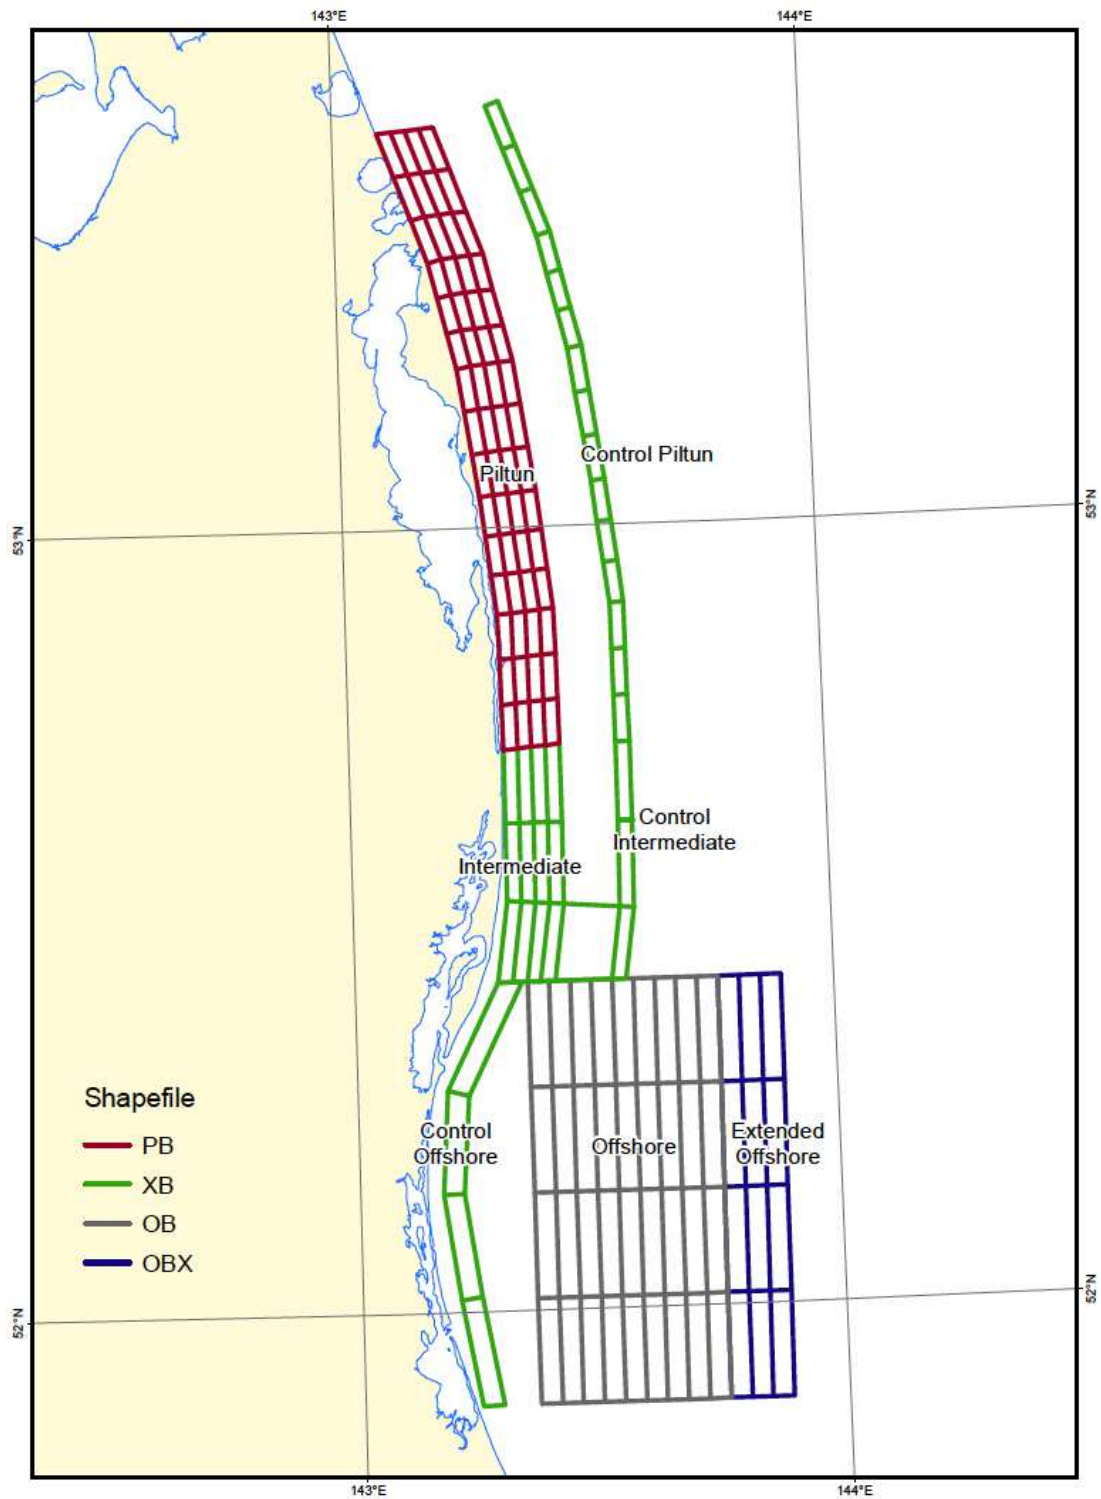 143°E
144°E
Control Piltun
Piltun
53°N
53°N
Control
Intermediate
Intermediate
Shapefile
PB
XB
OB
OBX
Control
Offshore
Offshore
Extended
Offshore
52°N
52°N
143°E
144°E